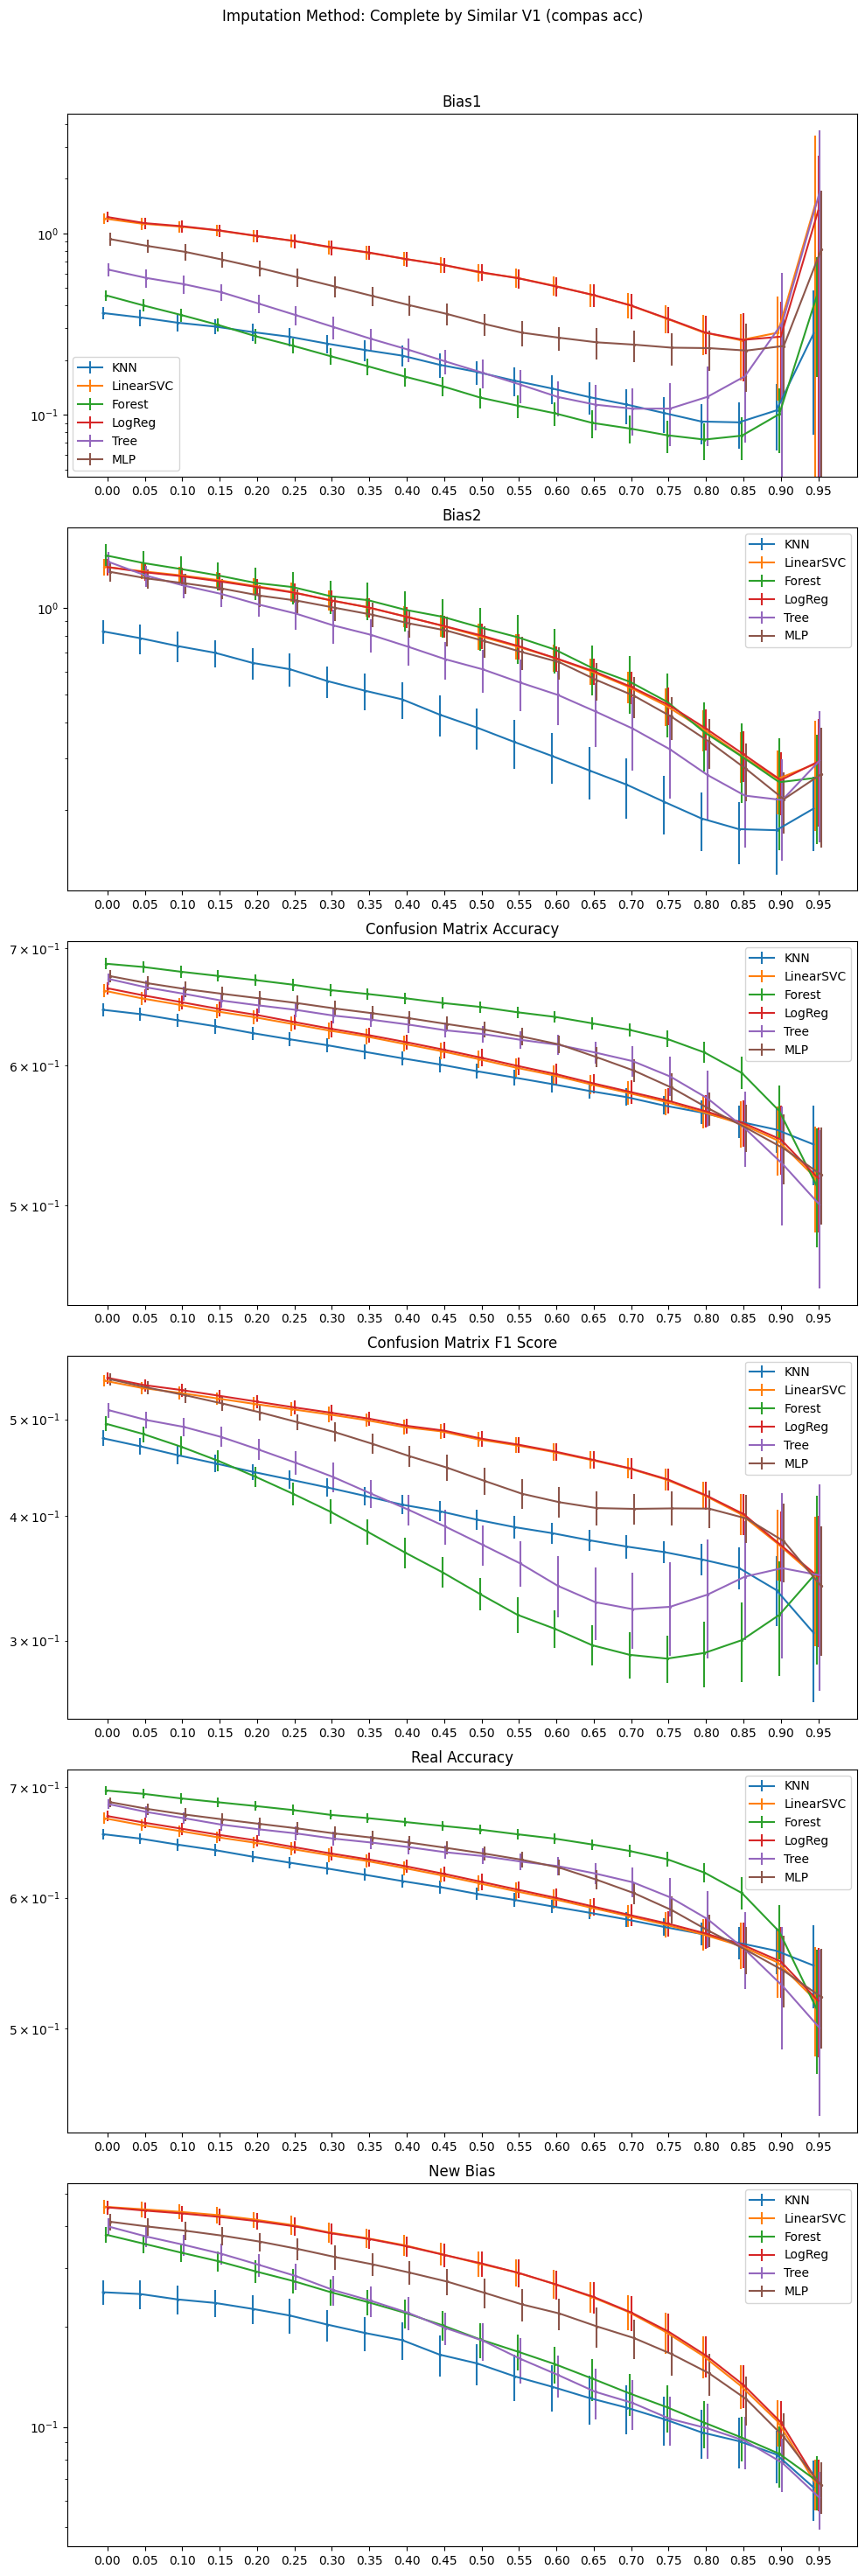 Imputation Method: Complete by Similar V1 (compas acc)
Bias1
10⁰
10⁻¹
KNN
LinearSVC
Forest
LogReg
Tree
MLP
0.00 0.05 0.10 0.15 0.20 0.25 0.30 0.35 0.40 0.45 0.50 0.55 0.60 0.65 0.70 0.75 0.80 0.85 0.90 0.95
Bias2
10⁰
KNN
LinearSVC
Forest
LogReg
Tree
MLP
0.00 0.05 0.10 0.15 0.20 0.25 0.30 0.35 0.40 0.45 0.50 0.55 0.60 0.65 0.70 0.75 0.80 0.85 0.90 0.95
Confusion Matrix Accuracy
7 × 10⁻¹
6 × 10⁻¹
5 × 10⁻¹
KNN
LinearSVC
Forest
LogReg
Tree
MLP
0.00 0.05 0.10 0.15 0.20 0.25 0.30 0.35 0.40 0.45 0.50 0.55 0.60 0.65 0.70 0.75 0.80 0.85 0.90 0.95
Confusion Matrix F1 Score
5 × 10⁻¹
4 × 10⁻¹
3 × 10⁻¹
KNN
LinearSVC
Forest
LogReg
Tree
MLP
0.00 0.05 0.10 0.15 0.20 0.25 0.30 0.35 0.40 0.45 0.50 0.55 0.60 0.65 0.70 0.75 0.80 0.85 0.90 0.95
Real Accuracy
7 × 10⁻¹
6 × 10⁻¹
5 × 10⁻¹
KNN
LinearSVC
Forest
LogReg
Tree
MLP
0.00 0.05 0.10 0.15 0.20 0.25 0.30 0.35 0.40 0.45 0.50 0.55 0.60 0.65 0.70 0.75 0.80 0.85 0.90 0.95
New Bias
10⁻¹
KNN
LinearSVC
Forest
LogReg
Tree
MLP
0.00 0.05 0.10 0.15 0.20 0.25 0.30 0.35 0.40 0.45 0.50 0.55 0.60 0.65 0.70 0.75 0.80 0.85 0.90 0.95